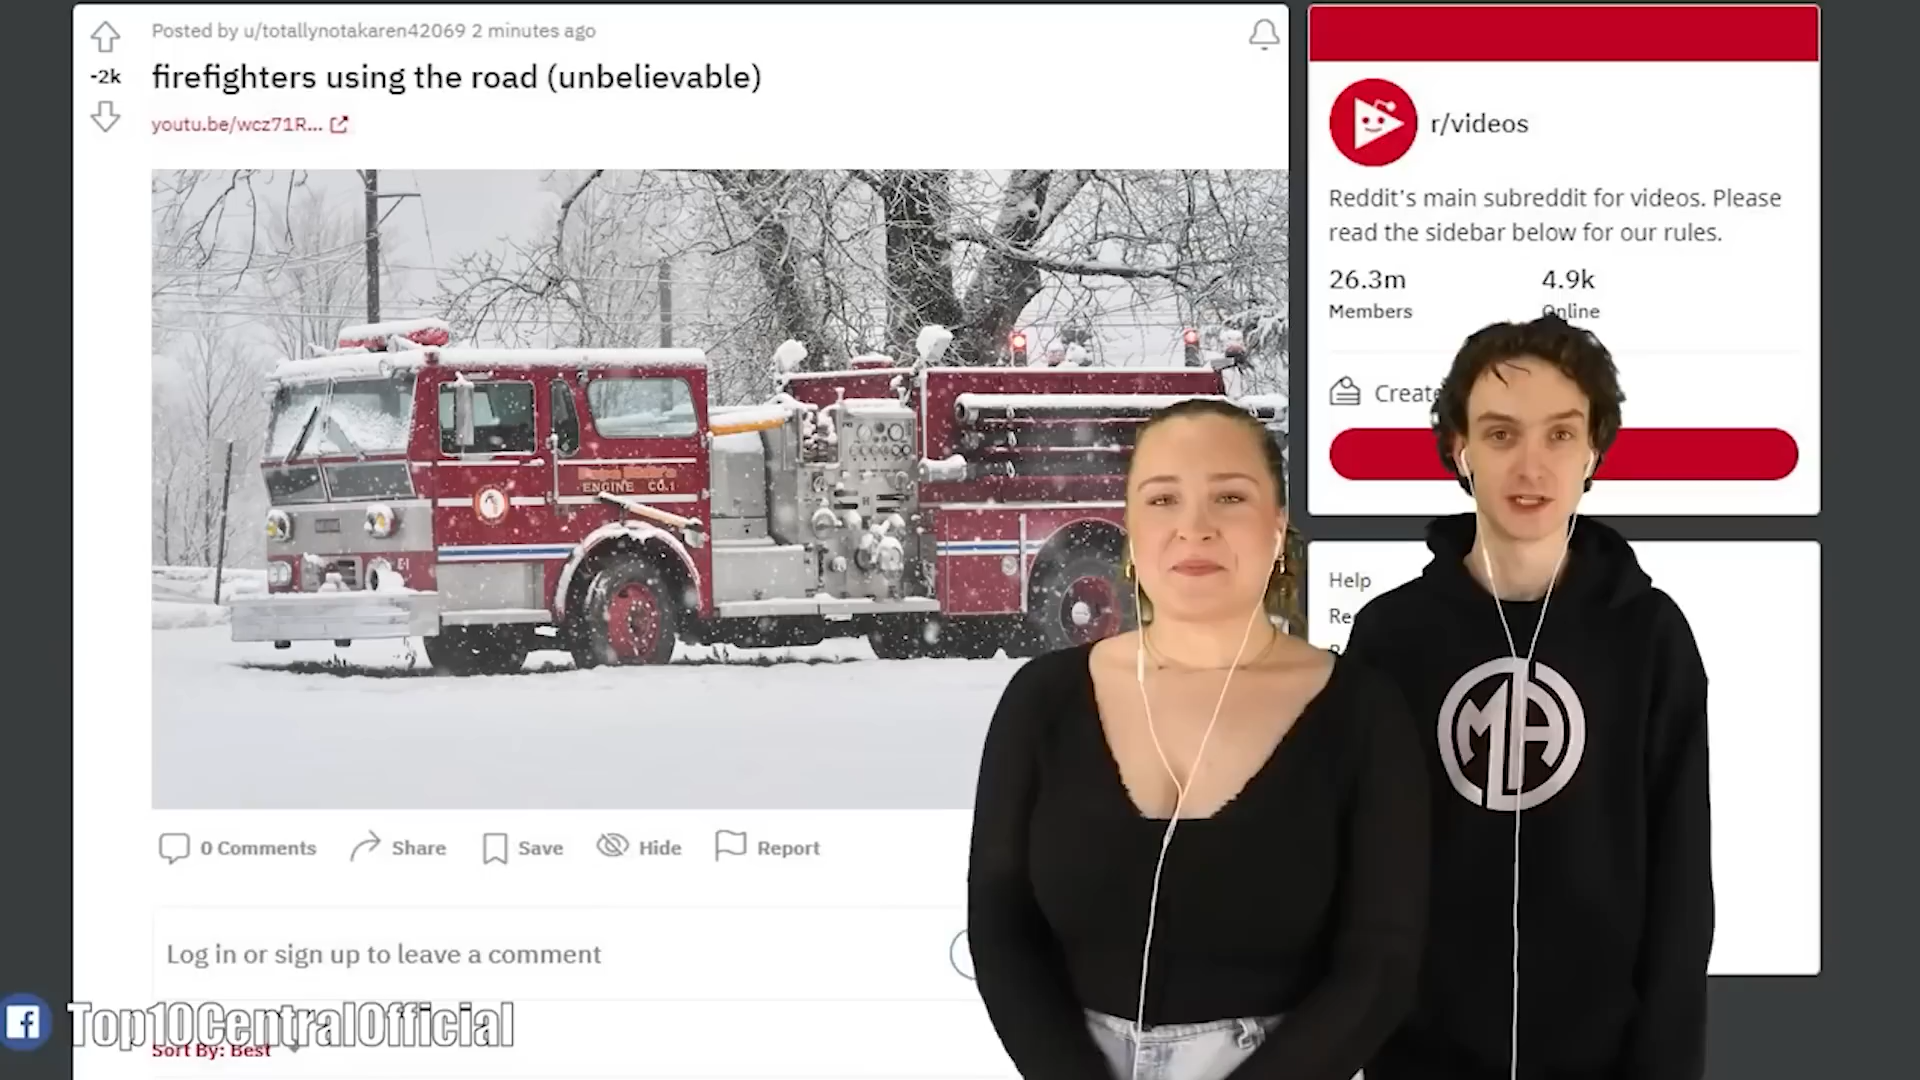 Posted by u/totallynotakaren42069 2 minutes ago
-2k
firefighters using the road (unbelievable)
youtu.be/wcz71R...
ENGINE CO.1
0 Comments
Share
Save
Hide
Report
Log in or sign up to leave a comment
Sort By: Best
r/videos
Reddit's main subreddit for videos. Please
read the sidebar below for our rules.
26.3m
4.9k
Members
Online
Create
Help
MA
Top10CentralOfficial